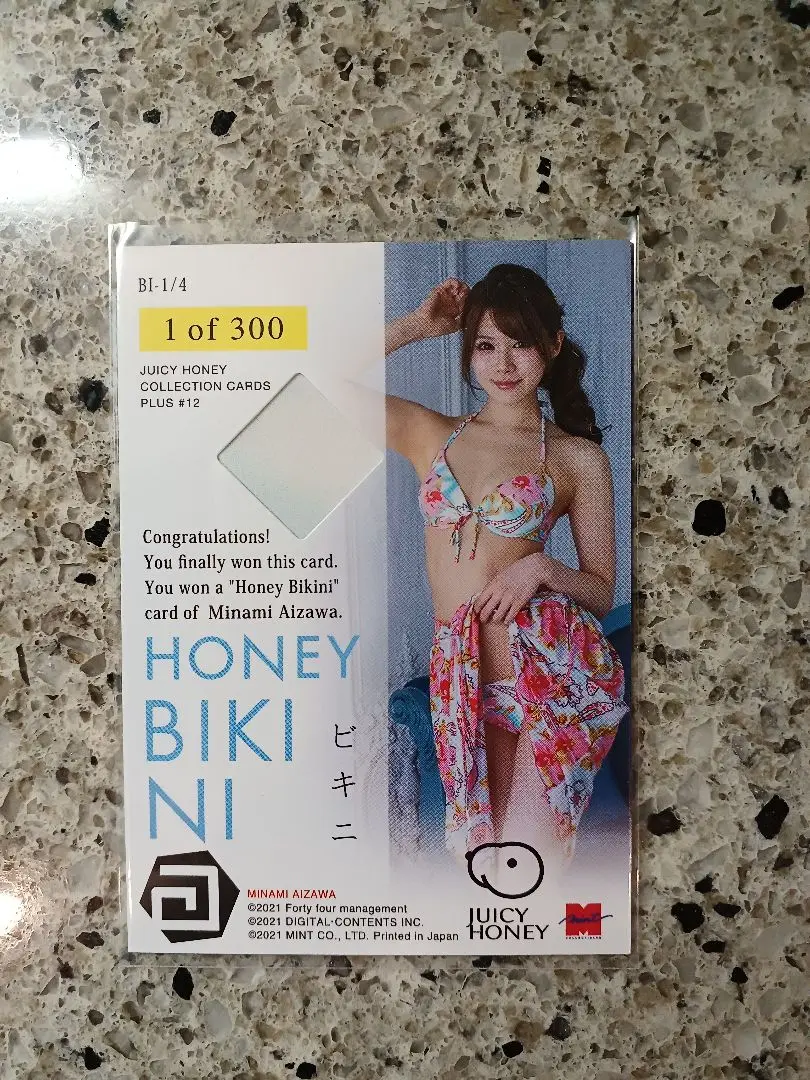 BI-1/4
1 of 300
JUICY HONEY
COLLECTION CARDS
PLUS #12
Congratulations!
You finally won this card.
You won a "Honey Bikini"
card of Minami Aizawa.
HONEY
BIKI
NI
ビキニ
MINAMI AIZAWA
©2021 Forty four management
©2021 DIGITAL-CONTENTS INC.
©2021 MINT CO., LTD. Printed in Japan
JUICY
HONEY
mint